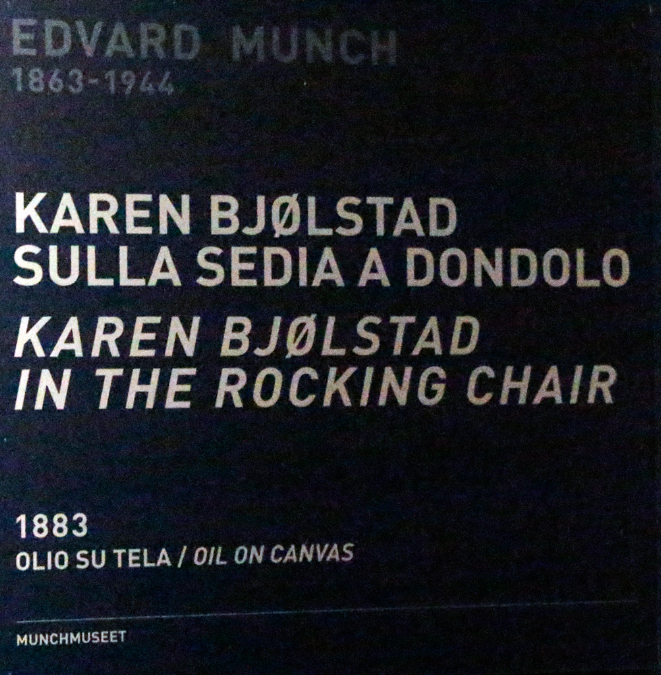 EDVARD MUNCH
1863-1944
KAREN BJØLSTAD
SULLA SEDIA A DONDOLO
KAREN BJØLSTAD
IN THE ROCKING CHAIR
1883
OLIO SU TELA / OIL ON CANVAS
MUNCHMUSEET